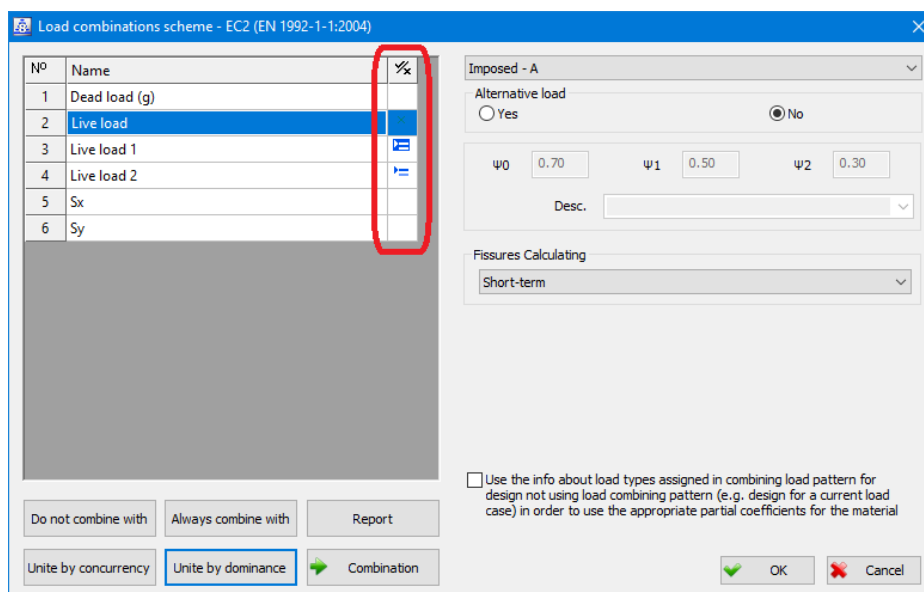 Load combinations scheme - EC2 (EN 1992-1-1:2004)
Nº Name
1 Dead load (g)
2 Live load
3 Live load 1
4 Live load 2
5 Sx
6 Sy
Do not combine with Always combine with Report
Unite by concurrency Unite by dominance Combination
Imposed - A
Alternative load
Yes No
Ψ0 0.70 Ψ1 0.50 Ψ2 0.30
Desc.
Fissures Calculating
Short-term
Use the info about load types assigned in combining load pattern for
design not using load combining pattern (e.g. design for a current load
case) in order to use the appropriate partial coefficients for the material
OK Cancel